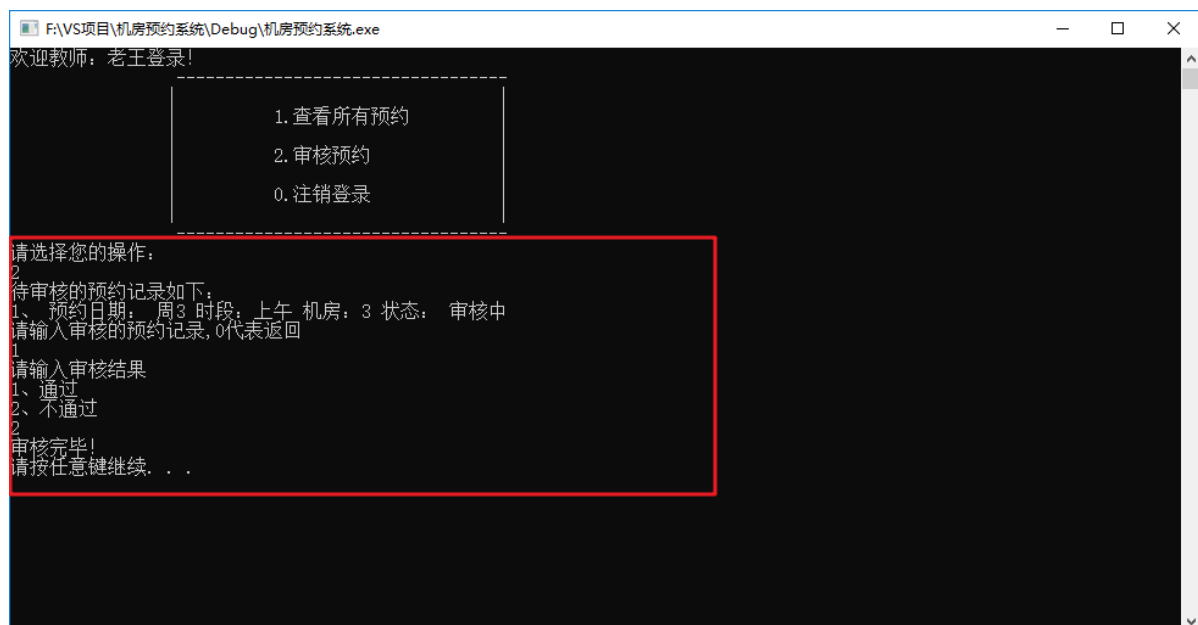 F:\VS项目\机房预约系统\Debug\机房预约系统.exe
欢迎教师：老王登录！
----------------------------------
1.查看所有预约
2.审核预约
0.注销登录
----------------------------------
请选择您的操作：
2
待审核的预约记录如下：
1、 预约日期： 周3 时段：上午 机房：3 状态： 审核中
请输入审核的预约记录,0代表返回
1
请输入审核结果
1、通过
2、不通过
2
审核完毕！
请按任意键继续. . .